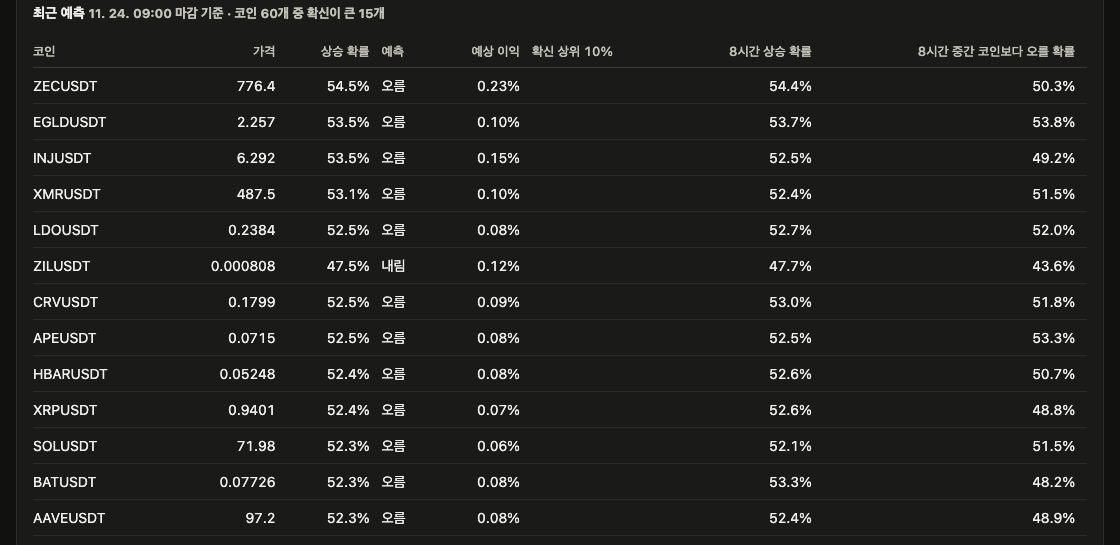 최근 예측 11. 24. 09:00 마감 기준 · 코인 60개 중 확신이 큰 15개
코인 가격 상승 확률 예측 예상 이익 확신 상위 10% 8시간 상승 확률 8시간 중간 코인보다 오를 확률
ZECUSDT 776.4 54.5% 오름 0.23% 54.4% 50.3%
EGLDUSDT 2.257 53.5% 오름 0.10% 53.7% 53.8%
INJUSDT 6.292 53.5% 오름 0.15% 52.5% 49.2%
XMRUSDT 487.5 53.1% 오름 0.10% 52.4% 51.5%
LDOUSDT 0.2384 52.5% 오름 0.08% 52.7% 52.0%
ZILUSDT 0.000808 47.5% 내림 0.12% 47.7% 43.6%
CRVUSDT 0.1799 52.5% 오름 0.09% 53.0% 51.8%
APEUSDT 0.0715 52.5% 오름 0.08% 52.5% 53.3%
HBARUSDT 0.05248 52.4% 오름 0.08% 52.6% 50.7%
XRPUSDT 0.9401 52.4% 오름 0.07% 52.6% 48.8%
SOLUSDT 71.98 52.3% 오름 0.06% 52.1% 51.5%
BATUSDT 0.07726 52.3% 오름 0.08% 53.3% 48.2%
AAVEUSDT 97.2 52.3% 오름 0.08% 52.4% 48.9%